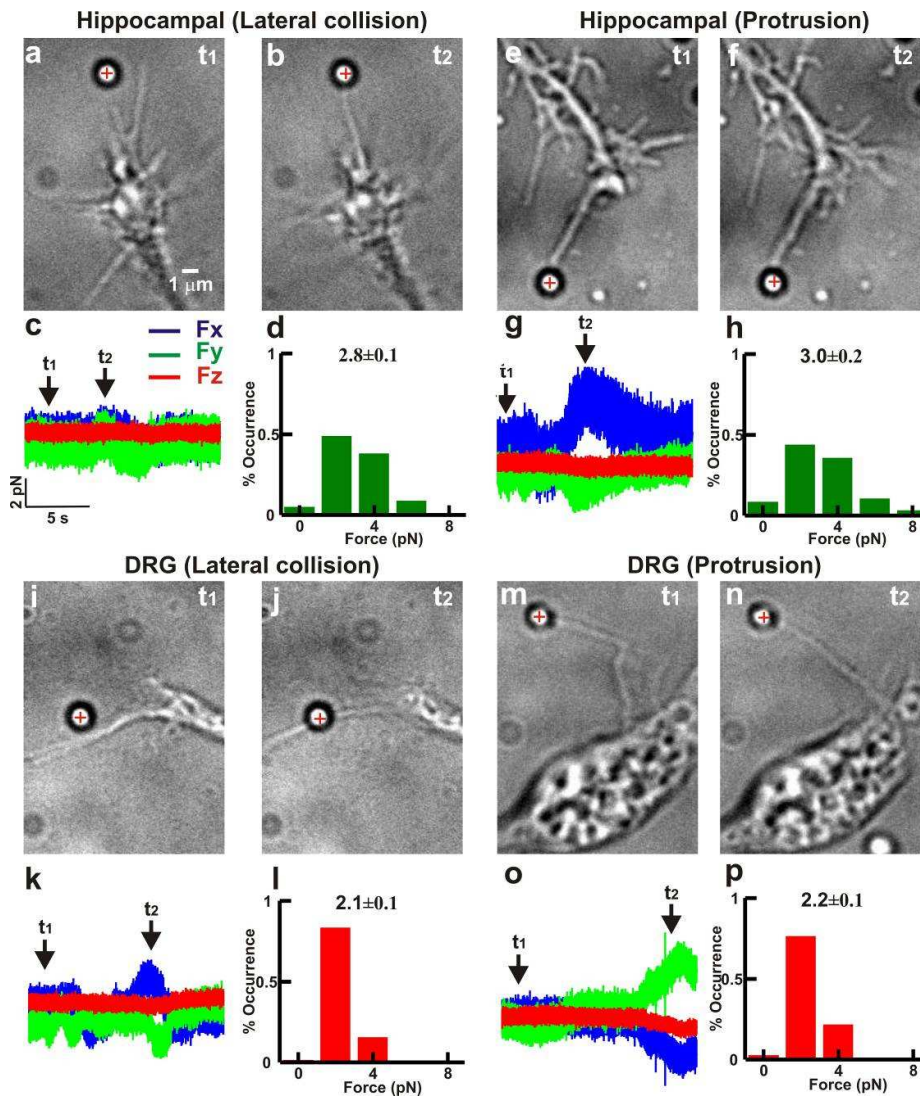 Hippocampal (Lateral collision)
Hippocampal (Protrusion)
a t1
b t2
e t1
f t2
1 μm
c
t1 t2
Fx
Fy
Fz
2 pN
5 s
d
2.8±0.1
% Occurrence
1
0.5
0
0 4 8
Force (pN)
g
t1 t2
h
3.0±0.2
% Occurrence
1
0.5
0
0 4 8
Force (pN)
DRG (Lateral collision)
DRG (Protrusion)
i t1
j t2
m t1
n t2
k
t1 t2
l
2.1±0.1
% Occurrence
1
0.5
0
0 4 8
Force (pN)
o
t1 t2
p
2.2±0.1
% Occurrence
1
0.5
0
0 4 8
Force (pN)